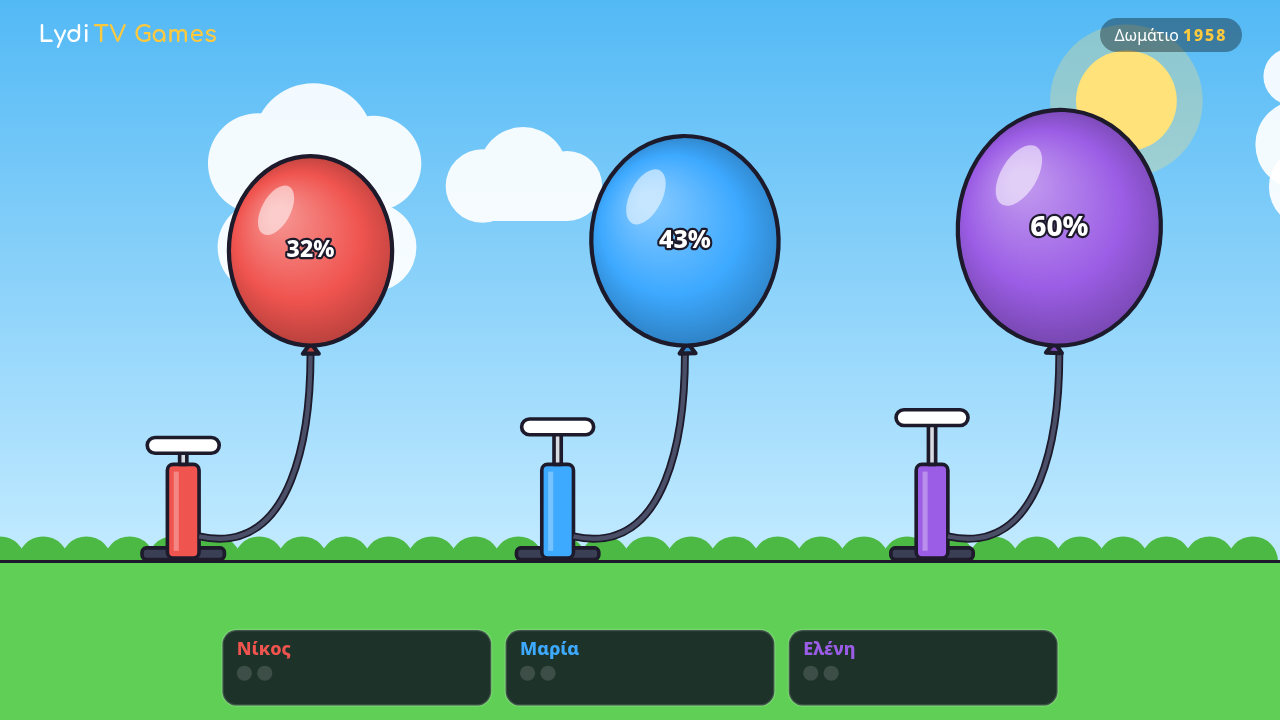 Lydi TV Games
Δωμάτιο 1958
32%
43%
60%
Νίκος
Μαρία
Ελένη